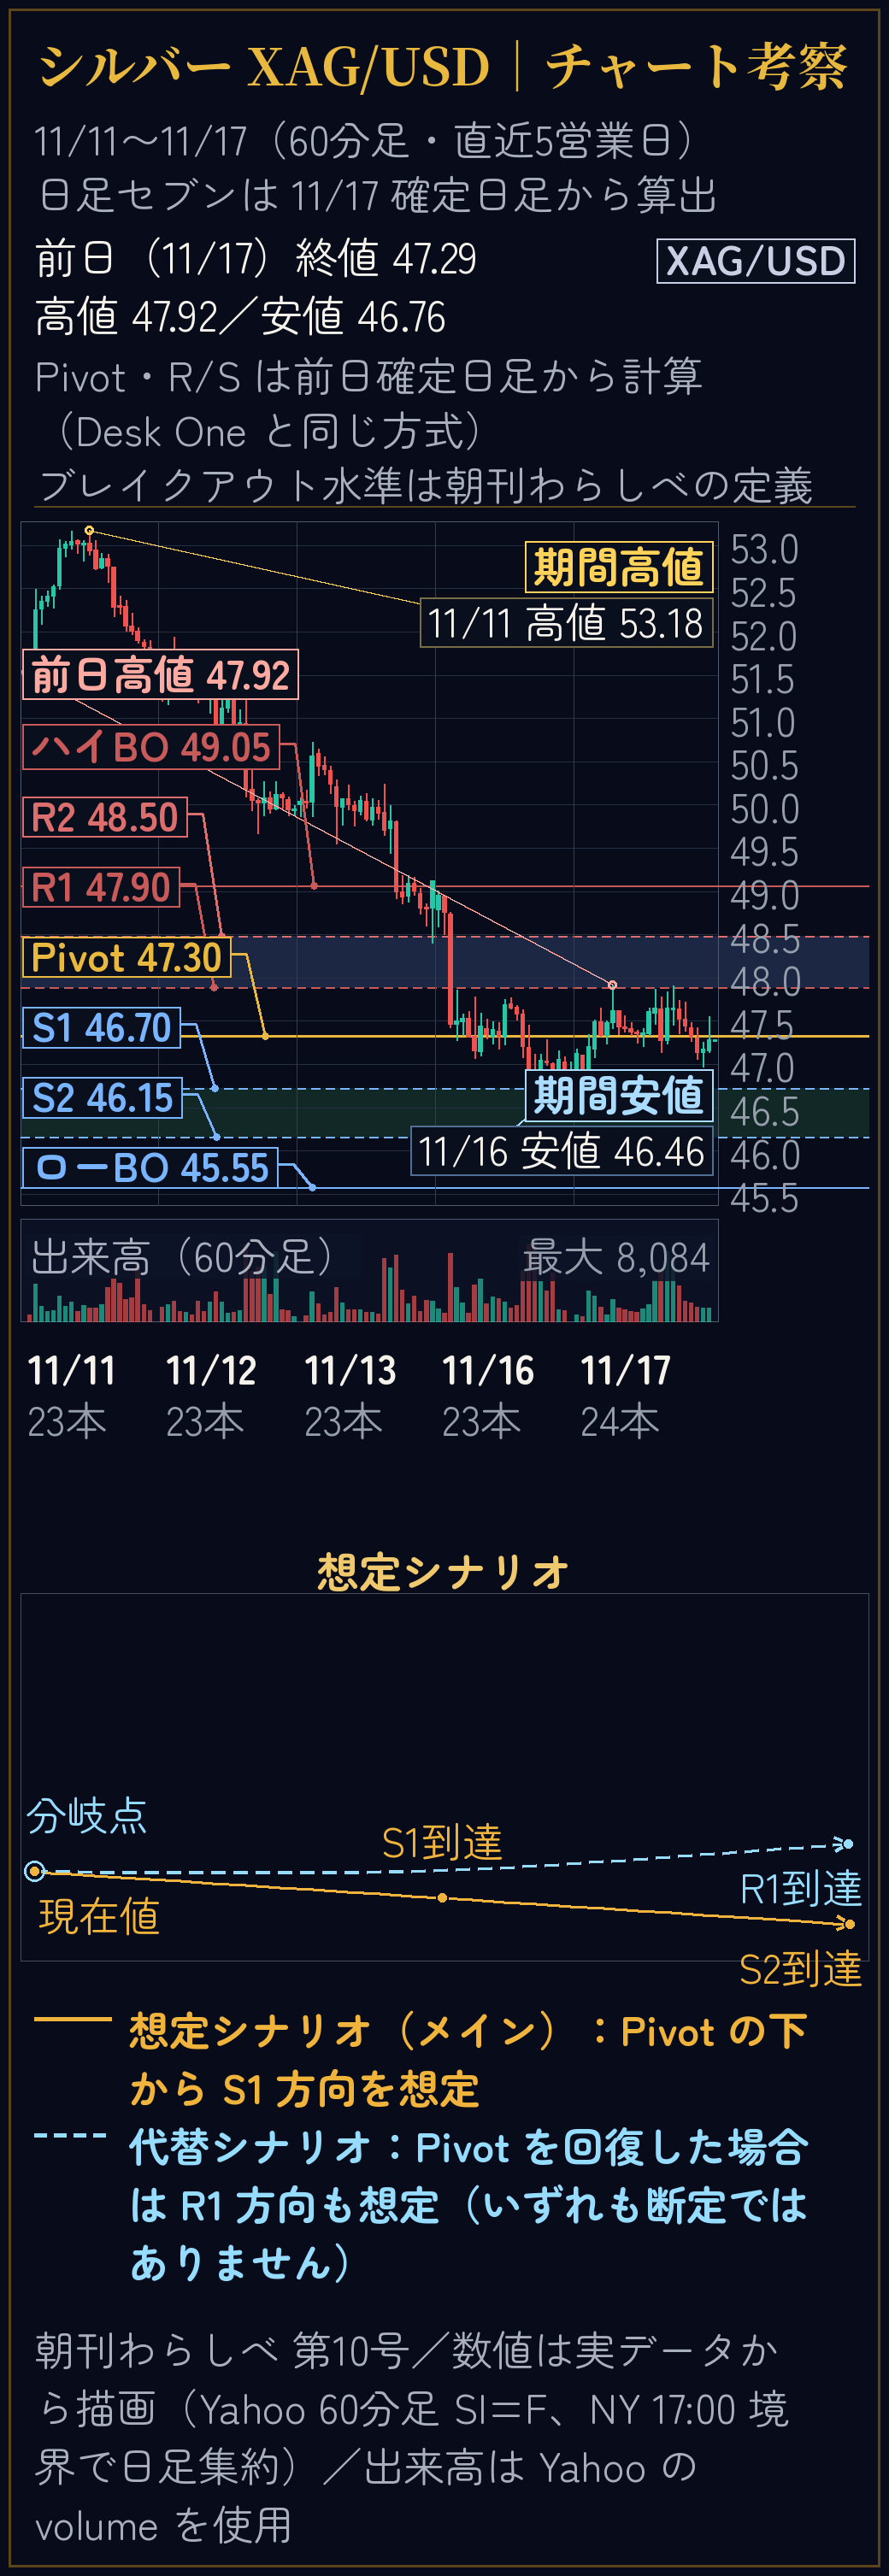 シルバー XAG/USD｜チャート考察
11/11〜11/17（60分足・直近5営業日）
日足セブンは 11/17 確定日足から算出
前日（11/17）終値 47.29
XAG/USD
高値 47.92／安値 46.76
Pivot・R/S は前日確定日足から計算
（Desk One と同じ方式）
ブレイクアウト水準は朝刊わらしべの定義
期間高値
11/11 高値 53.18
前日高値 47.92
ハイBO 49.05
R2 48.50
R1 47.90
Pivot 47.30
S1 46.70
S2 46.15
ローBO 45.55
期間安値
11/16 安値 46.46
53.0
52.5
52.0
51.5
51.0
50.5
50.0
49.5
49.0
48.5
48.0
47.5
47.0
46.5
46.0
45.5
出来高（60分足）
最大 8,084
11/11 11/12 11/13 11/16 11/17
23本 23本 23本 23本 24本
想定シナリオ
分岐点
S1到達
R1到達
現在値
S2到達
想定シナリオ（メイン）：Pivot の下
から S1 方向を想定
代替シナリオ：Pivot を回復した場合
は R1 方向も想定（いずれも断定では
ありません）
朝刊わらしべ 第10号／数値は実データか
ら描画（Yahoo 60分足 SI=F、NY 17:00 境
界で日足集約）／出来高は Yahoo の
volume を使用